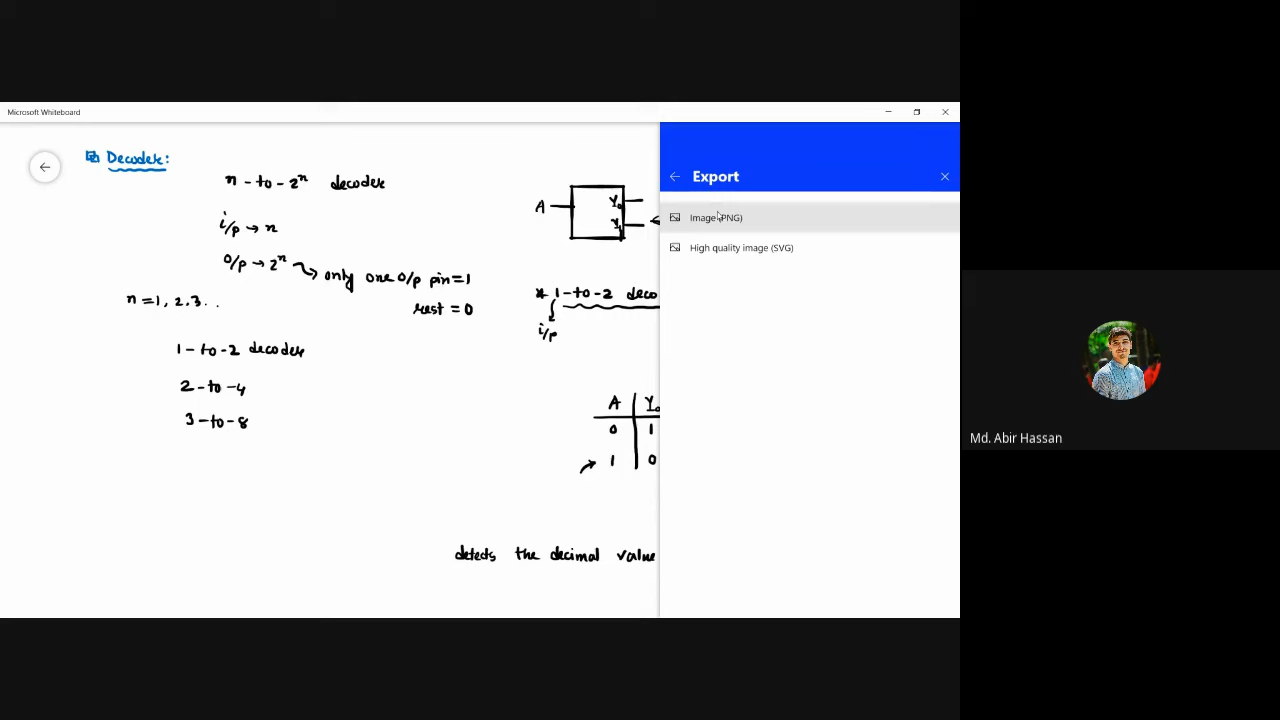 Microsoft Whiteboard
Decoder:
n-to-2ⁿ decoder
i/p → n
o/p → 2ⁿ only one o/p pin=1
rest = 0
n=1, 2, 3..
1-to-2 decoder
2-to-4
3-to-8
A Y₀
Y₁
* 1-to-2 deco
i/p
A Y₀
0 1
→ 1 0
detects the decimal value
Export
Image (PNG)
High quality image (SVG)
Md. Abir Hassan